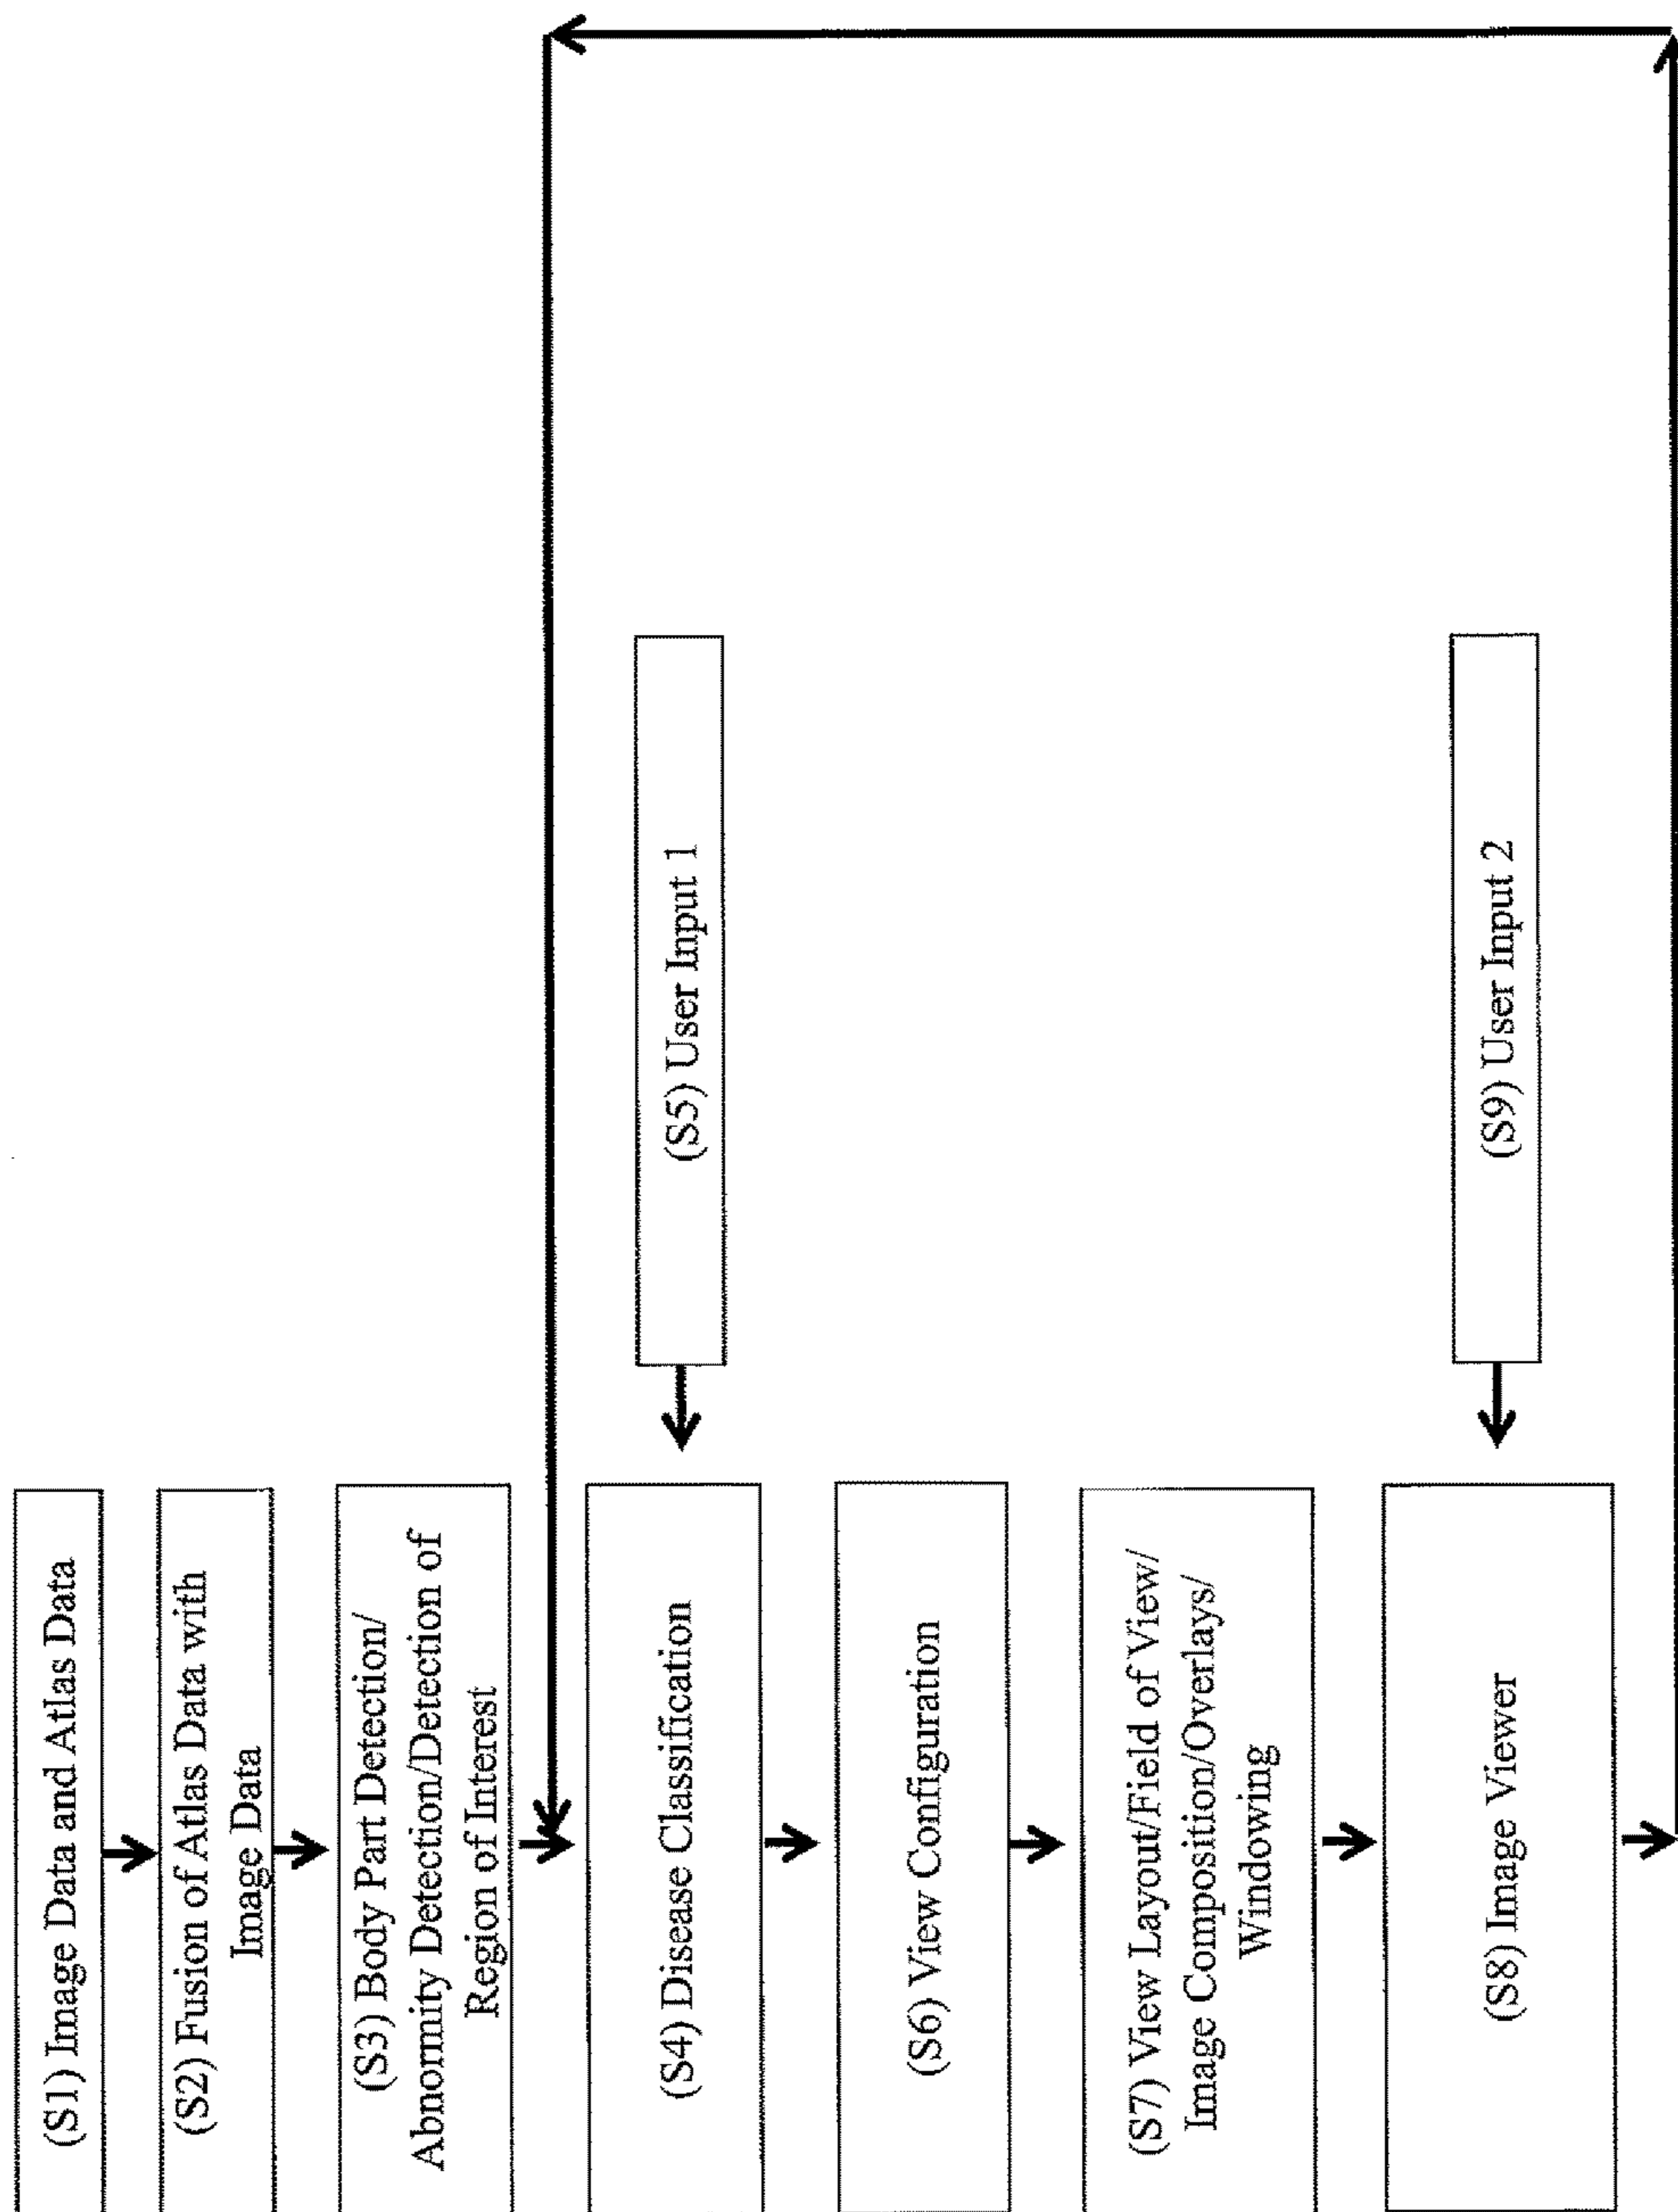 (S1) Image Data and Atlas Data
(S2) Fusion of Atlas Data with
Image Data
(S3) Body Part Detection/
Abnormity Detection/Detection of
Region of Interest
(S4) Disease Classification
(S5) User Input 1
(S6) View Configuration
(S7) View Layout/Field of View/
Image Composition/Overlays/
Windowing
(S8) Image Viewer
(S9) User Input 2